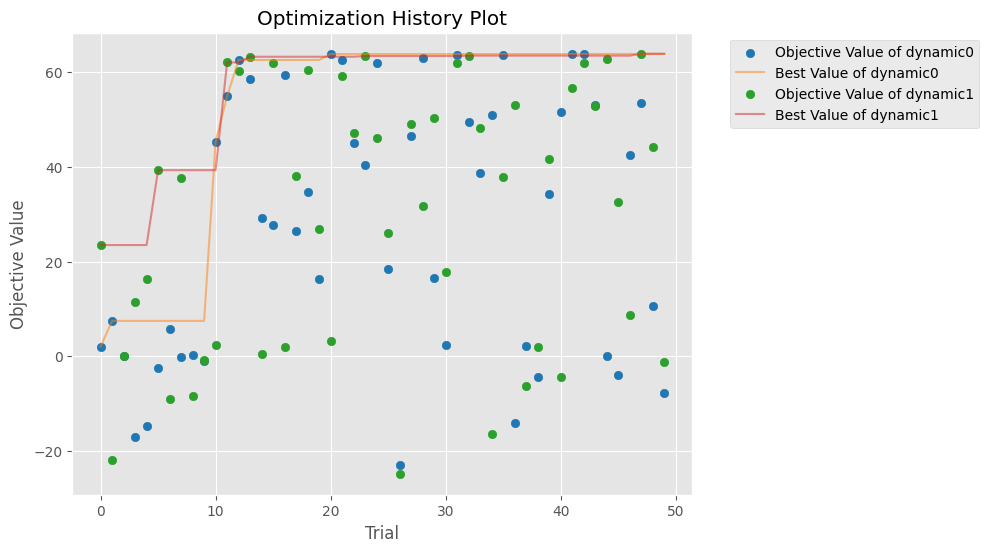 Optimization History Plot
Objective Value of dynamic0
Best Value of dynamic0
Objective Value of dynamic1
Best Value of dynamic1
Objective Value
60
40
20
0
−20
0 10 20 30 40 50
Trial